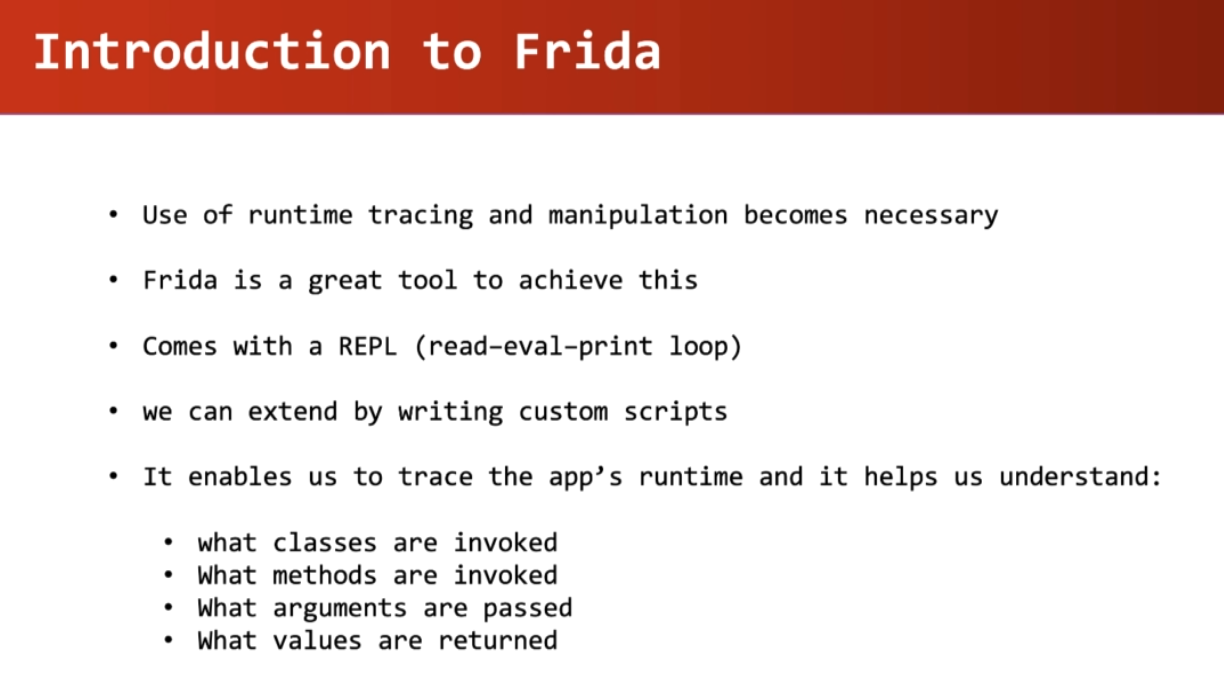 Introduction to Frida
• Use of runtime tracing and manipulation becomes necessary
• Frida is a great tool to achieve this
• Comes with a REPL (read–eval–print loop)
• we can extend by writing custom scripts
• It enables us to trace the app’s runtime and it helps us understand:
• what classes are invoked
• What methods are invoked
• What arguments are passed
• What values are returned